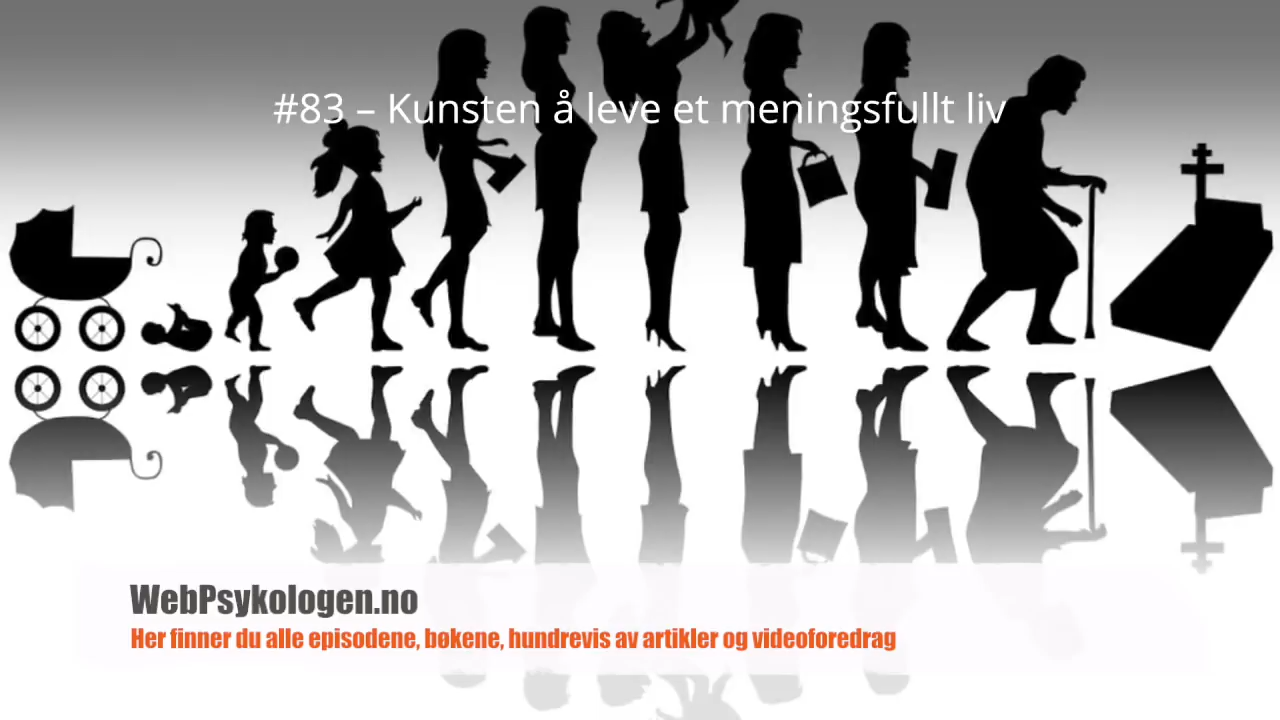 #83 – Kunsten å leve et meningsfullt liv
WebPsykologen.no
Her finner du alle episodene, bøkene, hundrevis av artikler og videoforedrag